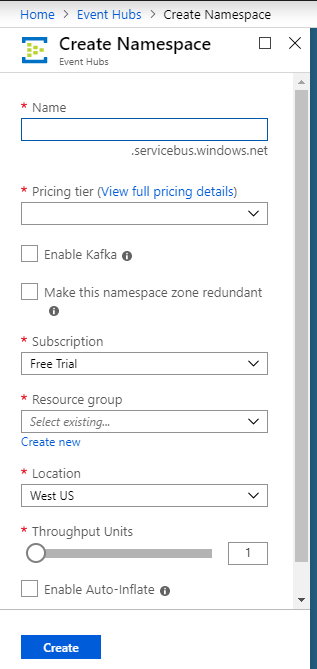 Home > Event Hubs > Create Namespace
Create Namespace
Event Hubs
* Name
.servicebus.windows.net
* Pricing tier (View full pricing details)
Enable Kafka
Make this namespace zone redundant
* Subscription
Free Trial
* Resource group
Select existing...
Create new
* Location
West US
* Throughput Units
1
Enable Auto-Inflate
Create